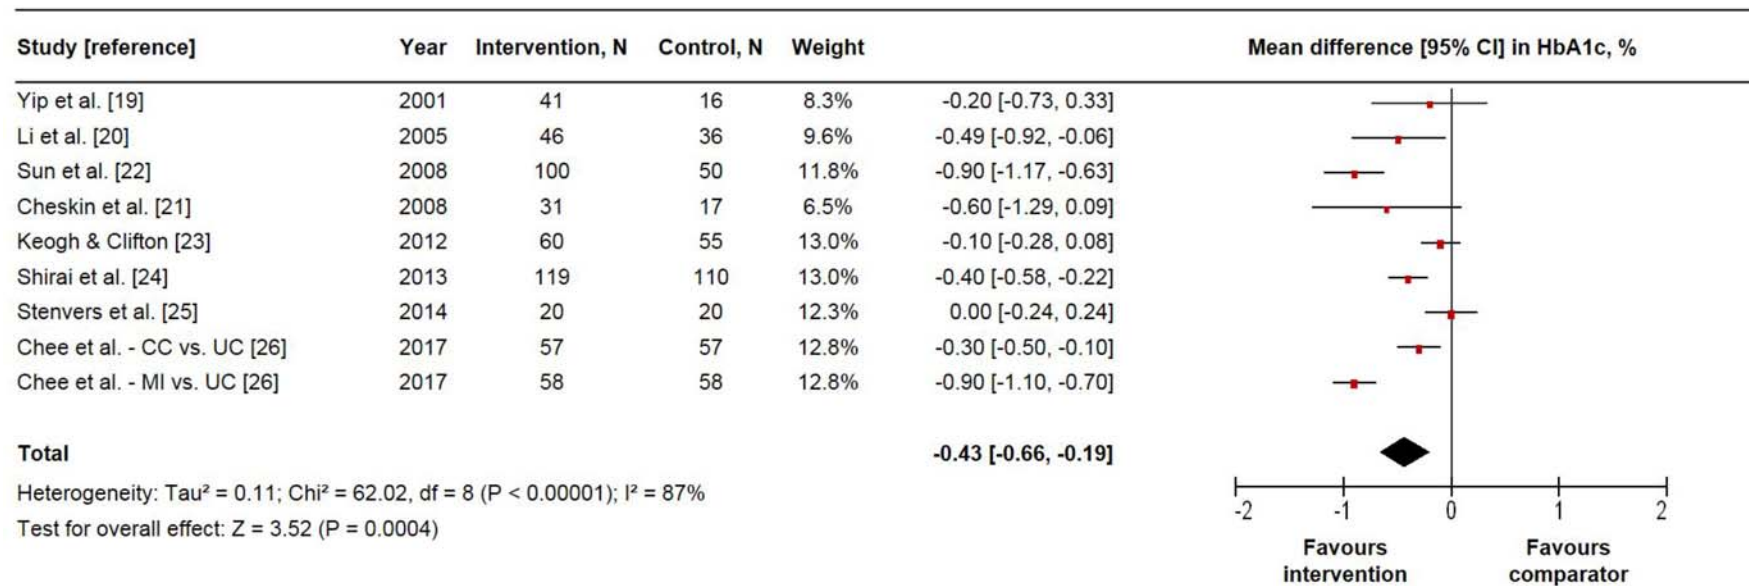 Study [reference] Year Intervention, N Control, N Weight Mean difference [95% CI] in HbA1c, %
Yip et al. [19] 2001 41 16 8.3% -0.20 [-0.73, 0.33]
Li et al. [20] 2005 46 36 9.6% -0.49 [-0.92, -0.06]
Sun et al. [22] 2008 100 50 11.8% -0.90 [-1.17, -0.63]
Cheskin et al. [21] 2008 31 17 6.5% -0.60 [-1.29, 0.09]
Keogh & Clifton [23] 2012 60 55 13.0% -0.10 [-0.28, 0.08]
Shirai et al. [24] 2013 119 110 13.0% -0.40 [-0.58, -0.22]
Stenvers et al. [25] 2014 20 20 12.3% 0.00 [-0.24, 0.24]
Chee et al. - CC vs. UC [26] 2017 57 57 12.8% -0.30 [-0.50, -0.10]
Chee et al. - MI vs. UC [26] 2017 58 58 12.8% -0.90 [-1.10, -0.70]
Total -0.43 [-0.66, -0.19]
Heterogeneity: Tau² = 0.11; Chi² = 62.02, df = 8 (P < 0.00001); I² = 87%
Test for overall effect: Z = 3.52 (P = 0.0004)
-2 -1 0 1 2
Favours Favours
intervention comparator